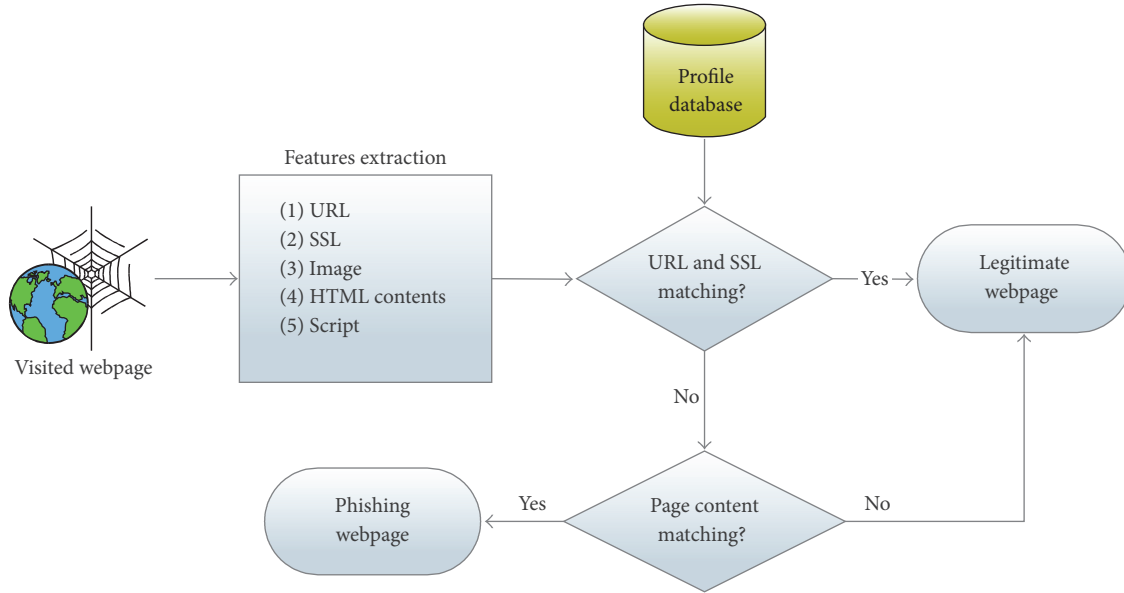 Profile
database
Features extraction
(1) URL
(2) SSL
(3) Image
(4) HTML contents
(5) Script
Visited webpage
URL and SSL
matching?
Yes
Legitimate
webpage
No
Phishing
webpage
Yes
Page content
matching?
No